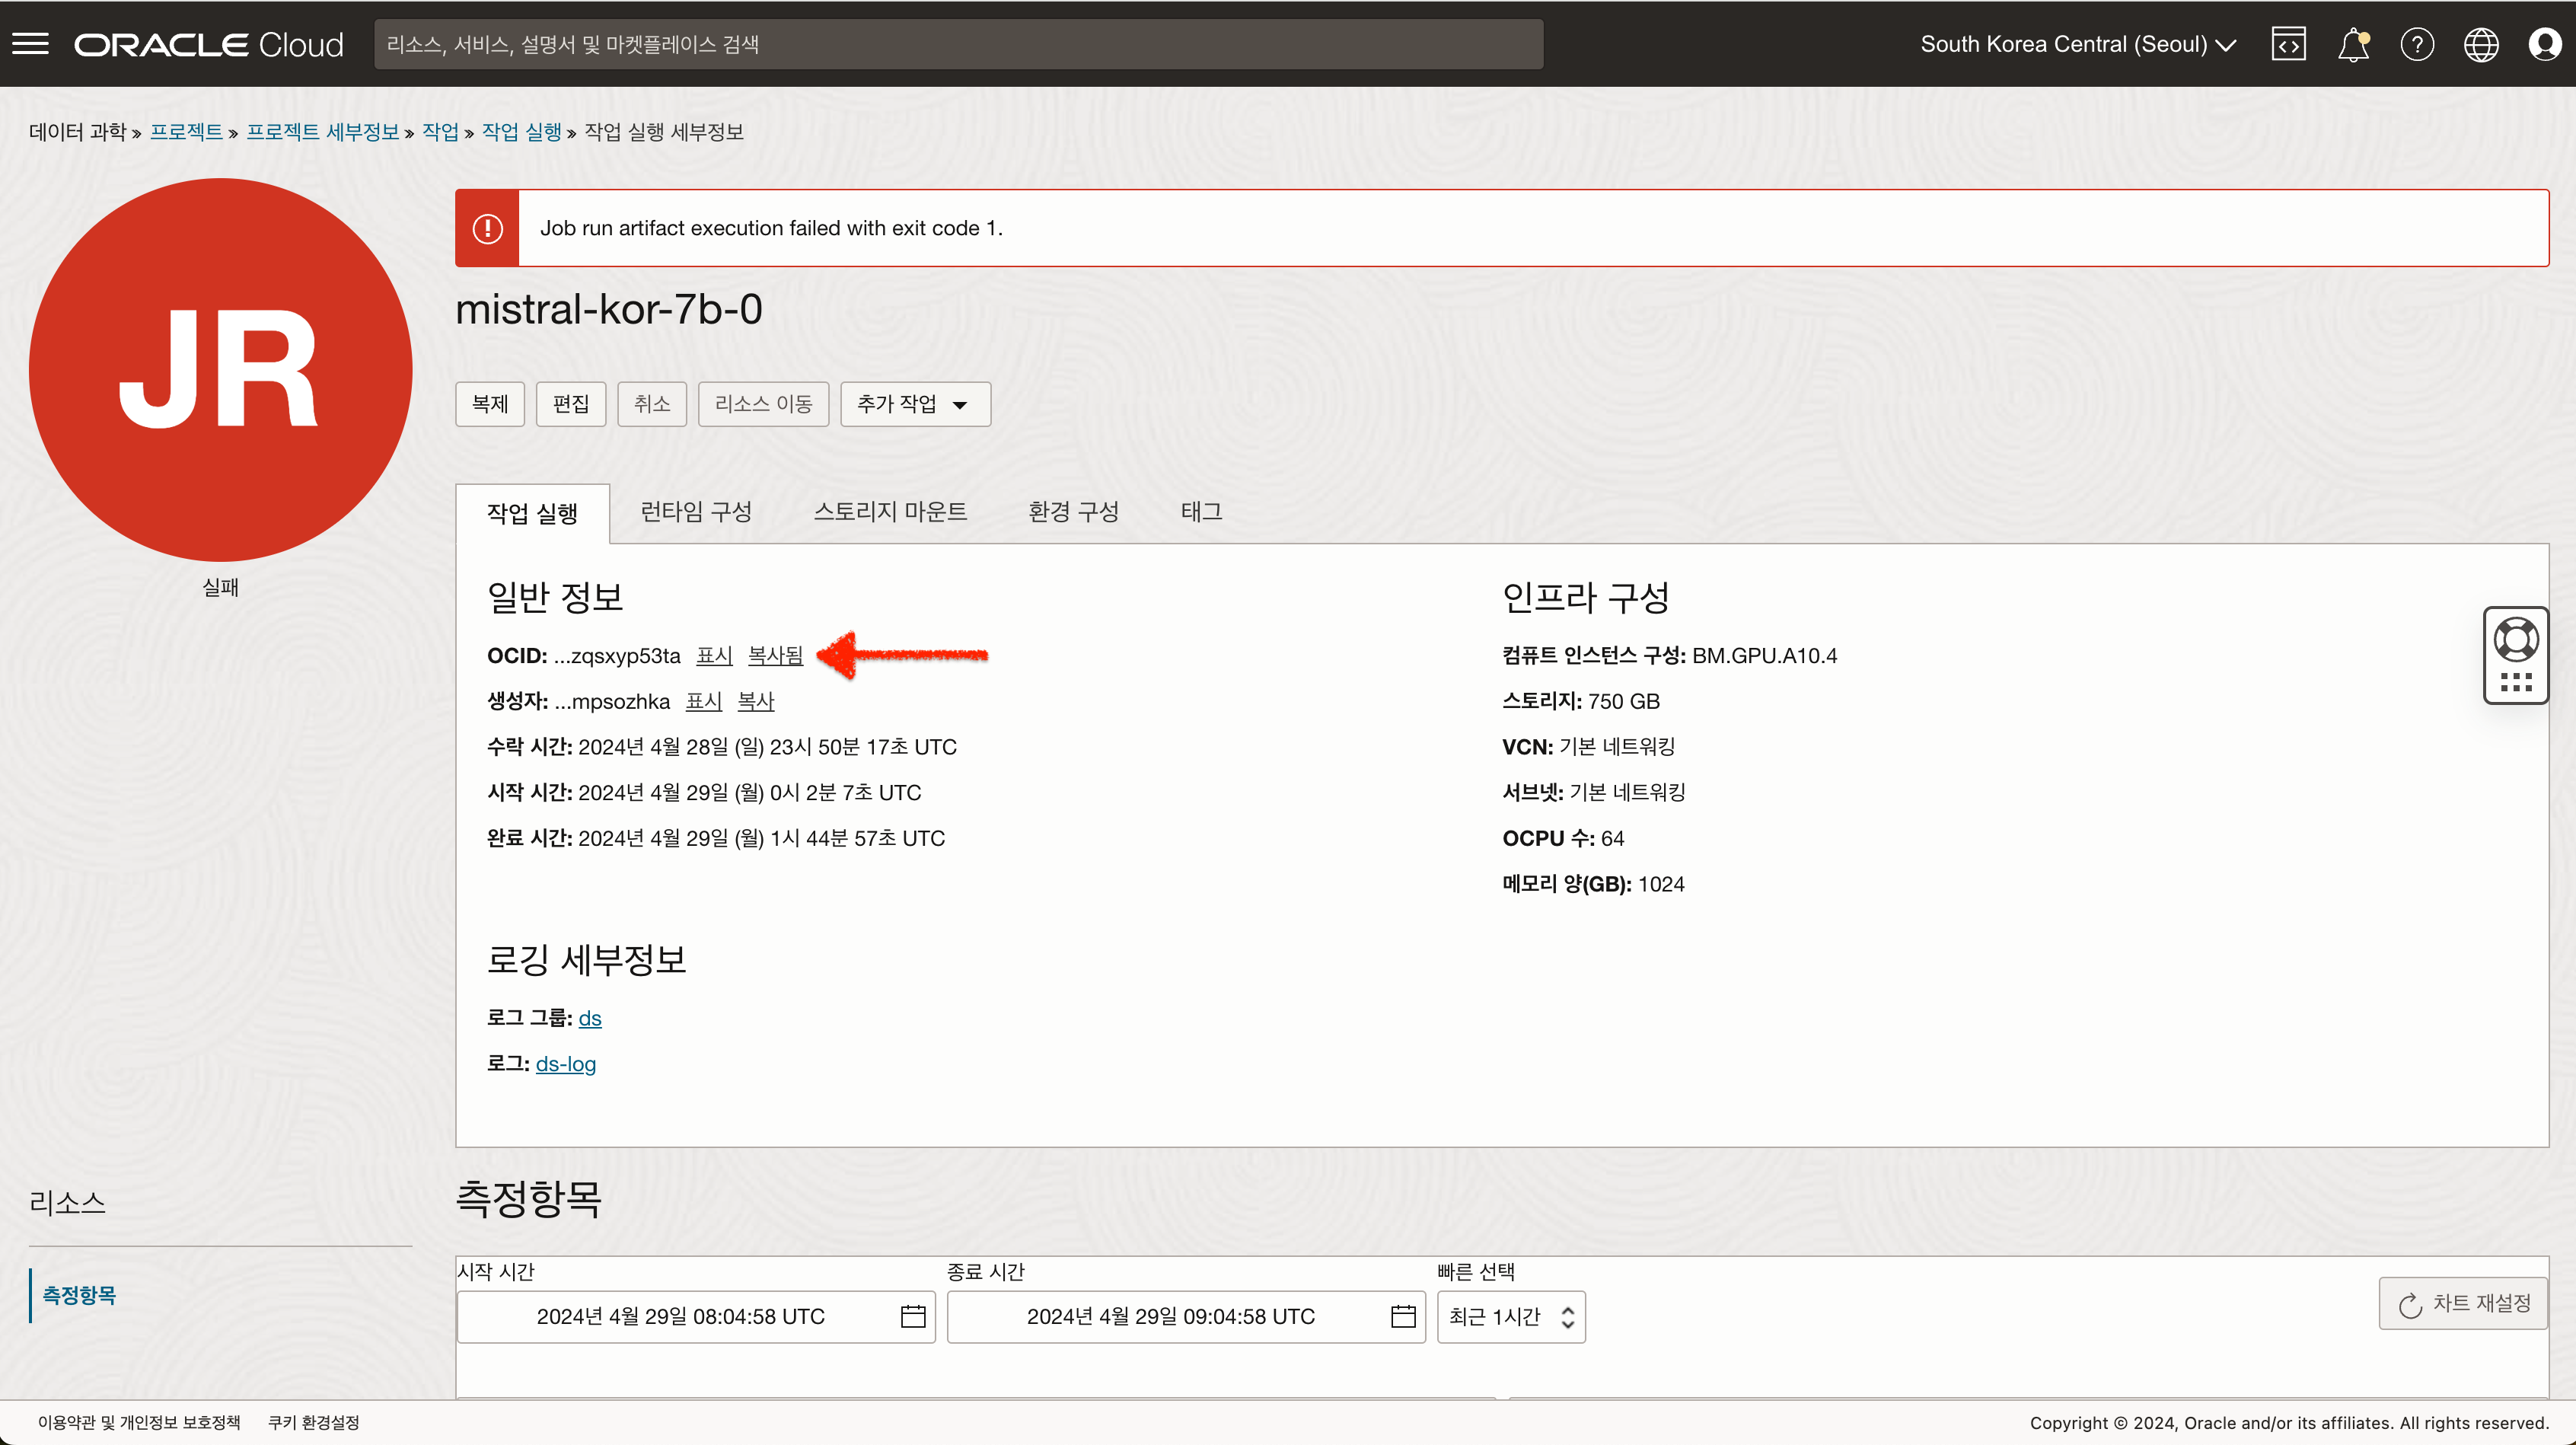 ORACLE Cloud
리소스, 서비스, 설명서 및 마켓플레이스 검색
South Korea Central (Seoul)
데이터 과학 » 프로젝트 » 프로젝트 세부정보 » 작업 » 작업 실행 » 작업 실행 세부정보
JR
실패
Job run artifact execution failed with exit code 1.
mistral-kor-7b-0
복제 편집 취소 리소스 이동 추가 작업
작업 실행 런타임 구성 스토리지 마운트 환경 구성 태그
일반 정보
OCID: ...zqsxyp53ta 표시 복사됨
생성자: ...mpsozhka 표시 복사
수락 시간: 2024년 4월 28일 (일) 23시 50분 17초 UTC
시작 시간: 2024년 4월 29일 (월) 0시 2분 7초 UTC
완료 시간: 2024년 4월 29일 (월) 1시 44분 57초 UTC
인프라 구성
컴퓨트 인스턴스 구성: BM.GPU.A10.4
스토리지: 750 GB
VCN: 기본 네트워킹
서브넷: 기본 네트워킹
OCPU 수: 64
메모리 양(GB): 1024
로깅 세부정보
로그 그룹: ds
로그: ds-log
리소스
측정항목
측정항목
시작 시간
2024년 4월 29일 08:04:58 UTC
종료 시간
2024년 4월 29일 09:04:58 UTC
빠른 선택
최근 1시간
차트 재설정
이용약관 및 개인정보 보호정책 쿠키 환경설정
Copyright © 2024, Oracle and/or its affiliates. All rights reserved.